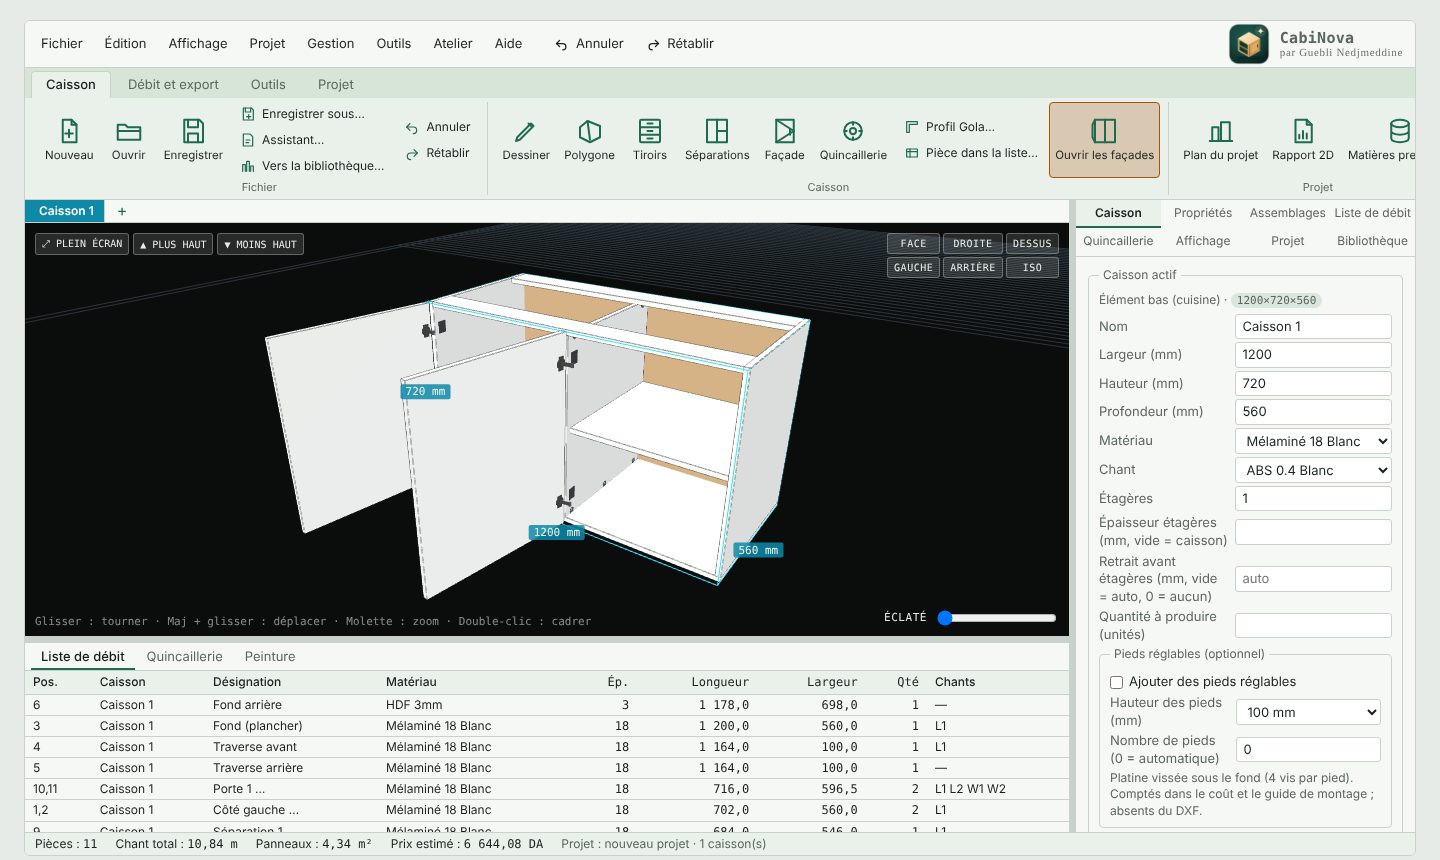 Fichier Édition Affichage Projet Gestion Outils Atelier Aide Annuler Rétablir
CabiNova
par Guebli Nedjmeddine
Caisson Débit et export Outils Projet
Nouveau Ouvrir Enregistrer
Enregistrer sous...
Assistant...
Vers la bibliothèque...
Annuler
Rétablir
Fichier
Dessiner Polygone Tiroirs Séparations Façade Quincaillerie
Profil Gola...
Pièce dans la liste...
Ouvrir les façades
Caisson
Plan du projet Rapport 2D Matières pre
Projet
Caisson 1 +
PLEIN ÉCRAN ▲ PLUS HAUT ▼ MOINS HAUT
FACE DROITE DESSUS
GAUCHE ARRIÈRE ISO
720 mm
1200 mm
560 mm
Glisser : tourner · Maj + glisser : déplacer · Molette : zoom · Double-clic : cadrer
ÉCLATÉ
Liste de débit Quincaillerie Peinture
Pos. Caisson Désignation Matériau Ép. Longueur Largeur Qté Chants
6 Caisson 1 Fond arrière HDF 3mm 3 1 178,0 698,0 1 —
3 Caisson 1 Fond (plancher) Mélaminé 18 Blanc 18 1 200,0 560,0 1 L1
4 Caisson 1 Traverse avant Mélaminé 18 Blanc 18 1 164,0 100,0 1 L1
5 Caisson 1 Traverse arrière Mélaminé 18 Blanc 18 1 164,0 100,0 1 —
10,11 Caisson 1 Porte 1 ... Mélaminé 18 Blanc 18 716,0 596,5 2 L1 L2 W1 W2
1,2 Caisson 1 Côté gauche ... Mélaminé 18 Blanc 18 702,0 560,0 2 L1
9 Caisson 1 Séparation 1 Mélaminé 18 Blanc 18 684,0 546,0 1 L1
Caisson Propriétés Assemblages Liste de débit
Quincaillerie Affichage Projet Bibliothèque
Caisson actif
Élément bas (cuisine) · 1200×720×560
Nom Caisson 1
Largeur (mm) 1200
Hauteur (mm) 720
Profondeur (mm) 560
Matériau Mélaminé 18 Blanc
Chant ABS 0.4 Blanc
Étagères 1
Épaisseur étagères
(mm, vide = caisson)
Retrait avant
étagères (mm, vide
= auto, 0 = aucun)
auto
Quantité à produire
(unités)
Pieds réglables (optionnel)
Ajouter des pieds réglables
Hauteur des pieds
(mm)
100 mm
Nombre de pieds
(0 = automatique)
0
Platine vissée sous le fond (4 vis par pied).
Comptés dans le coût et le guide de montage ;
absents du DXF.
Pièces : 11 Chant total : 10,84 m Panneaux : 4,34 m² Prix estimé : 6 644,08 DA Projet : nouveau projet · 1 caisson(s)